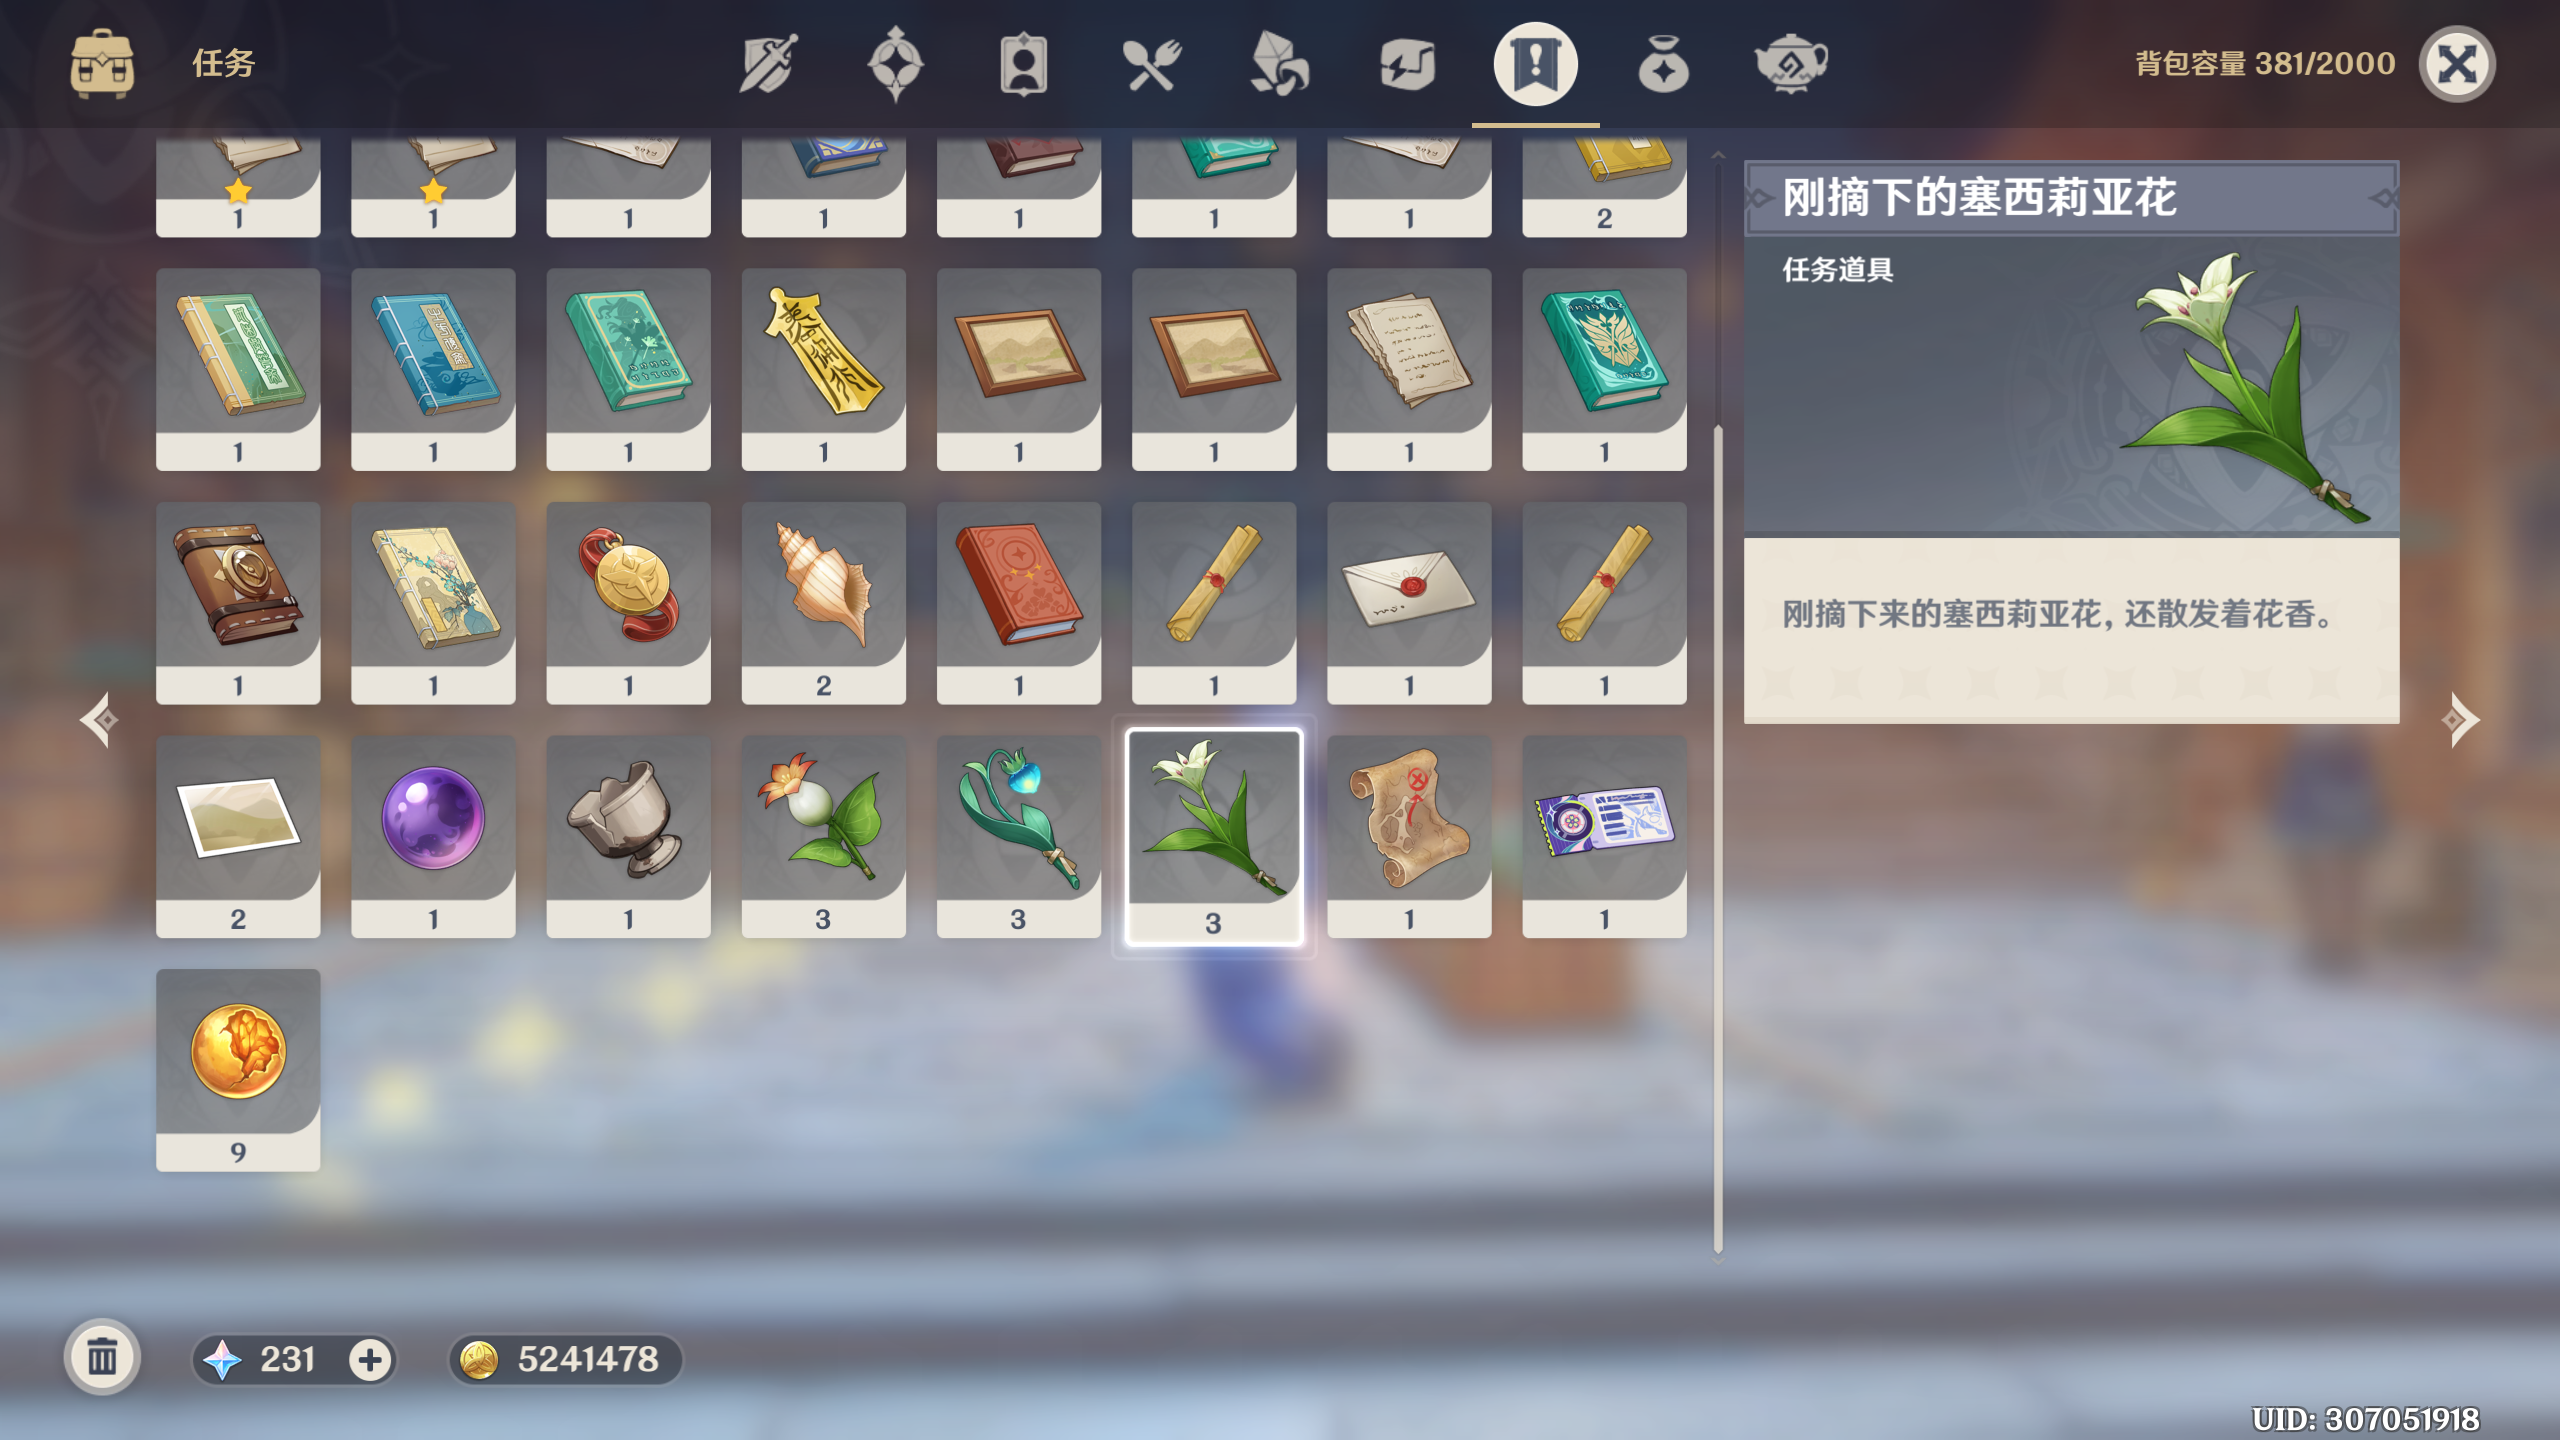 任务
背包容量 381/2000
1 1 1 1 1 1 1 2
1 1 1 1 1 1 1 1
1 1 1 2 1 1 1 1
2 1 1 3 3 3 1 1
9
刚摘下的塞西莉亚花
任务道具
刚摘下来的塞西莉亚花，还散发着花香。
231
5241478
UID: 307051918